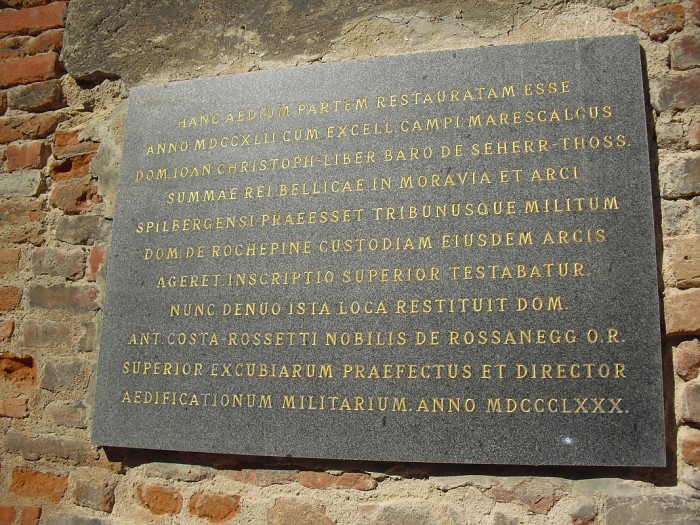 HANC AEDIUM PARTEM RESTAURATAM ESSE
ANNO MDCCXLII CUM EXCELL. CAMPI MARESCALCUS
DOM. IOAN CHRISTOPH-LIBER BARO DE SEHERR-THOSS.
SUMMAE REI BELLICAE IN MORAVIA ET ARCI
SPILBERGENSI PRAEESSET TRIBUNUSQUE MILITUM
DOM. DE ROCHEPINE CUSTODIAM EIUSDEM ARCIS
AGERET. INSCRIPTIO SUPERIOR TESTABATUR.
NUNC DENUO ISTA LOCA RESTITUIT DOM.
ANT. COSTA-ROSSETTI NOBILIS DE ROSSANEGG O.R.
SUPERIOR EXCUBIARUM PRAEFECTUS ET DIRECTOR
AEDIFICATIONUM MILITARIUM. ANNO MDCCCLXXX.